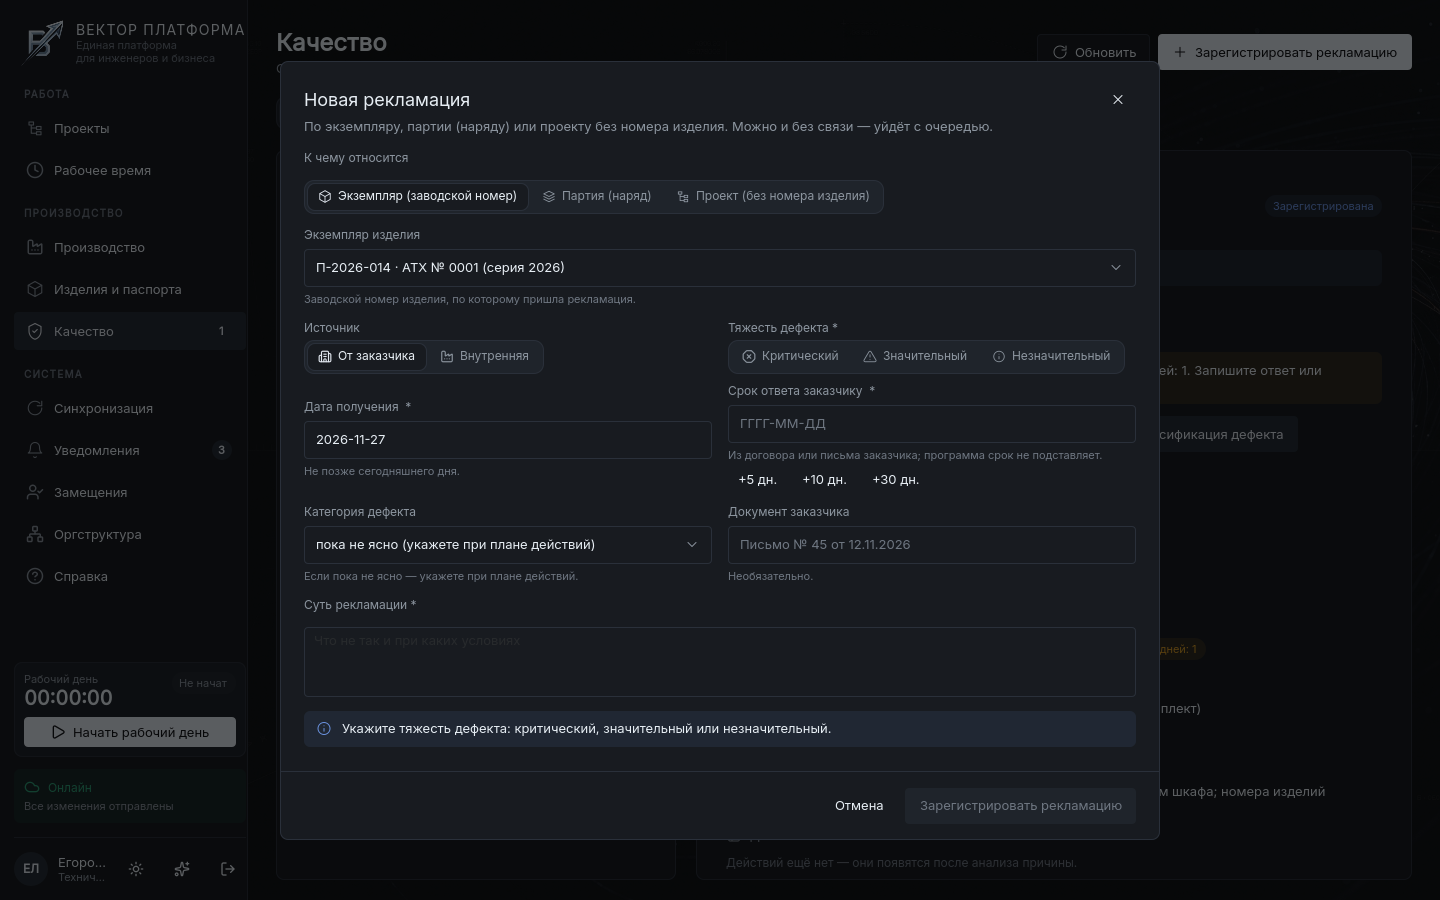 ВЕКТОР ПЛАТФОРМА
Единая платформа
для инженеров и бизнеса
РАБОТА
Проекты
Рабочее время
ПРОИЗВОДСТВО
Производство
Изделия и паспорта
Качество 1
СИСТЕМА
Синхронизация
Уведомления 3
Замещения
Оргструктура
Справка
Рабочий день
Не начат
00:00:00
Начать рабочий день
Онлайн
Все изменения отправлены
ЕЛ
Егоро...
Технич...
Качество
Обновить
Зарегистрировать рекламацию
Новая рекламация
По экземпляру, партии (наряду) или проекту без номера изделия. Можно и без связи — уйдёт с очередью.
К чему относится
Экземпляр (заводской номер) Партия (наряд) Проект (без номера изделия)
Экземпляр изделия
П-2026-014 · АТХ № 0001 (серия 2026)
Заводской номер изделия, по которому пришла рекламация.
Источник
От заказчика Внутренняя
Тяжесть дефекта *
Критический Значительный Незначительный
Дата получения *
2026-11-27
Не позже сегодняшнего дня.
Срок ответа заказчику *
ГГГГ-ММ-ДД
Из договора или письма заказчика; программа срок не подставляет.
+5 дн. +10 дн. +30 дн.
Категория дефекта
пока не ясно (укажете при плане действий)
Если пока не ясно — укажете при плане действий.
Документ заказчика
Письмо № 45 от 12.11.2026
Необязательно.
Суть рекламации *
Что не так и при каких условиях
Укажите тяжесть дефекта: критический, значительный или незначительный.
Отмена
Зарегистрировать рекламацию
Зарегистрирована
ей: 1. Запишите ответ или
сификация дефекта
дней: 1
плект)
м шкафа; номера изделий
Действий ещё нет — они появятся после анализа причины.